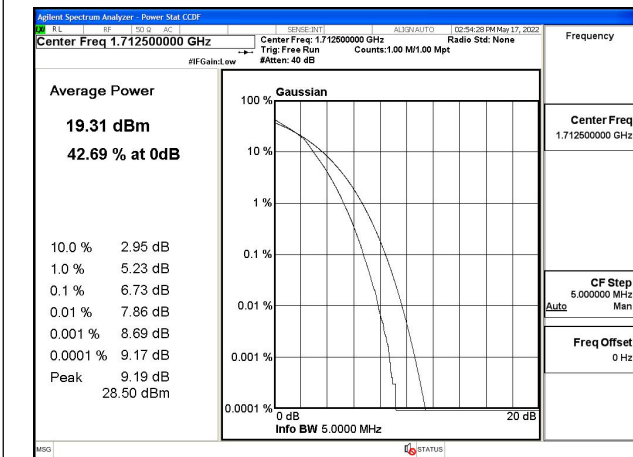 Agilent Spectrum Analyzer - Power Stat CCDF
RL RF 50 Ω AC SENSE:INT ALIGN AUTO 02:54:28 PM May 17, 2022
Center Freq 1.712500000 GHz
Center Freq: 1.712500000 GHz Radio Std: None
Trig: Free Run Counts:1.00 M/1.00 Mpt
#IFGain:Low #Atten: 40 dB
Frequency
Average Power
19.31 dBm
42.69 % at 0dB
10.0 % 2.95 dB
1.0 % 5.23 dB
0.1 % 6.73 dB
0.01 % 7.86 dB
0.001 % 8.69 dB
0.0001 % 9.17 dB
Peak 9.19 dB
28.50 dBm
Gaussian
100 %
10 %
1 %
0.1 %
0.01 %
0.001 %
0.0001 %
0 dB 20 dB
Info BW 5.0000 MHz
Center Freq
1.712500000 GHz
CF Step
5.000000 MHz
Auto Man
Freq Offset
0 Hz
MSG STATUS